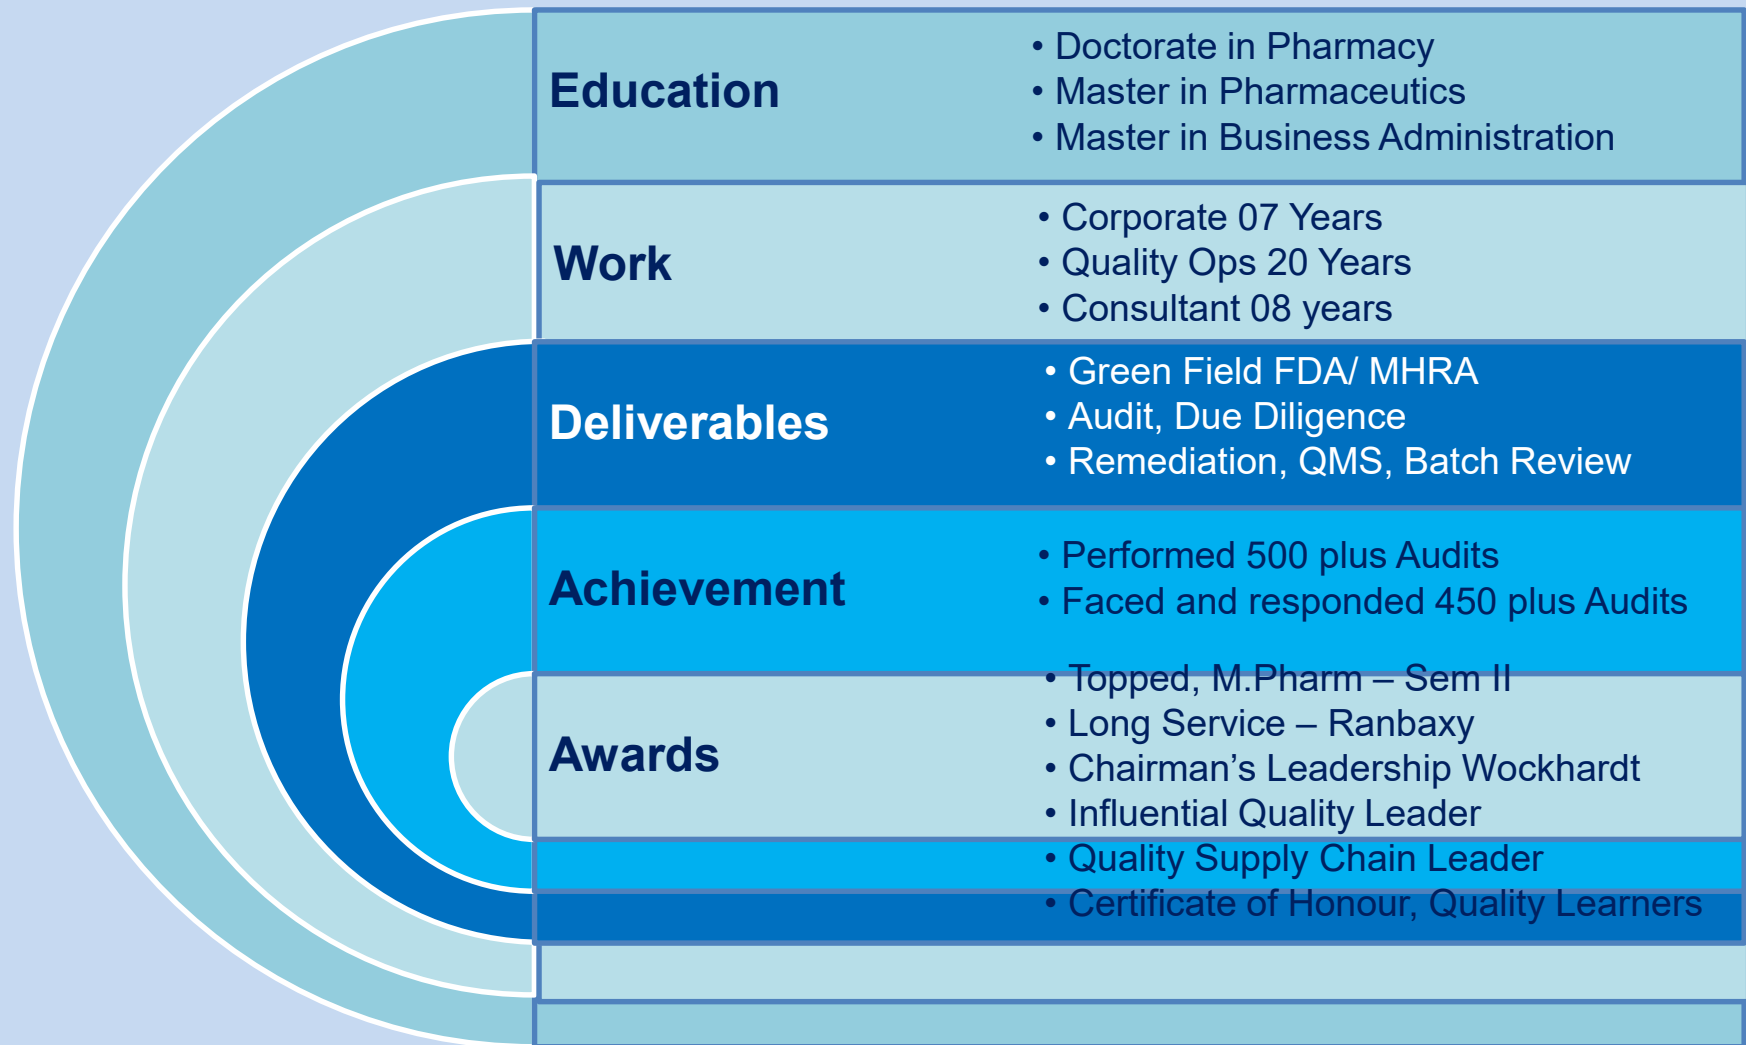 Education
• Doctorate in Pharmacy
• Master in Pharmaceutics
• Master in Business Administration
Work
• Corporate 07 Years
• Quality Ops 20 Years
• Consultant 08 years
Deliverables
• Green Field FDA/ MHRA
• Audit, Due Diligence
• Remediation, QMS, Batch Review
Achievement
• Performed 500 plus Audits
• Faced and responded 450 plus Audits
Awards
• Topped, M.Pharm – Sem II
• Long Service – Ranbaxy
• Chairman’s Leadership Wockhardt
• Influential Quality Leader
• Quality Supply Chain Leader
• Certificate of Honour, Quality Learners